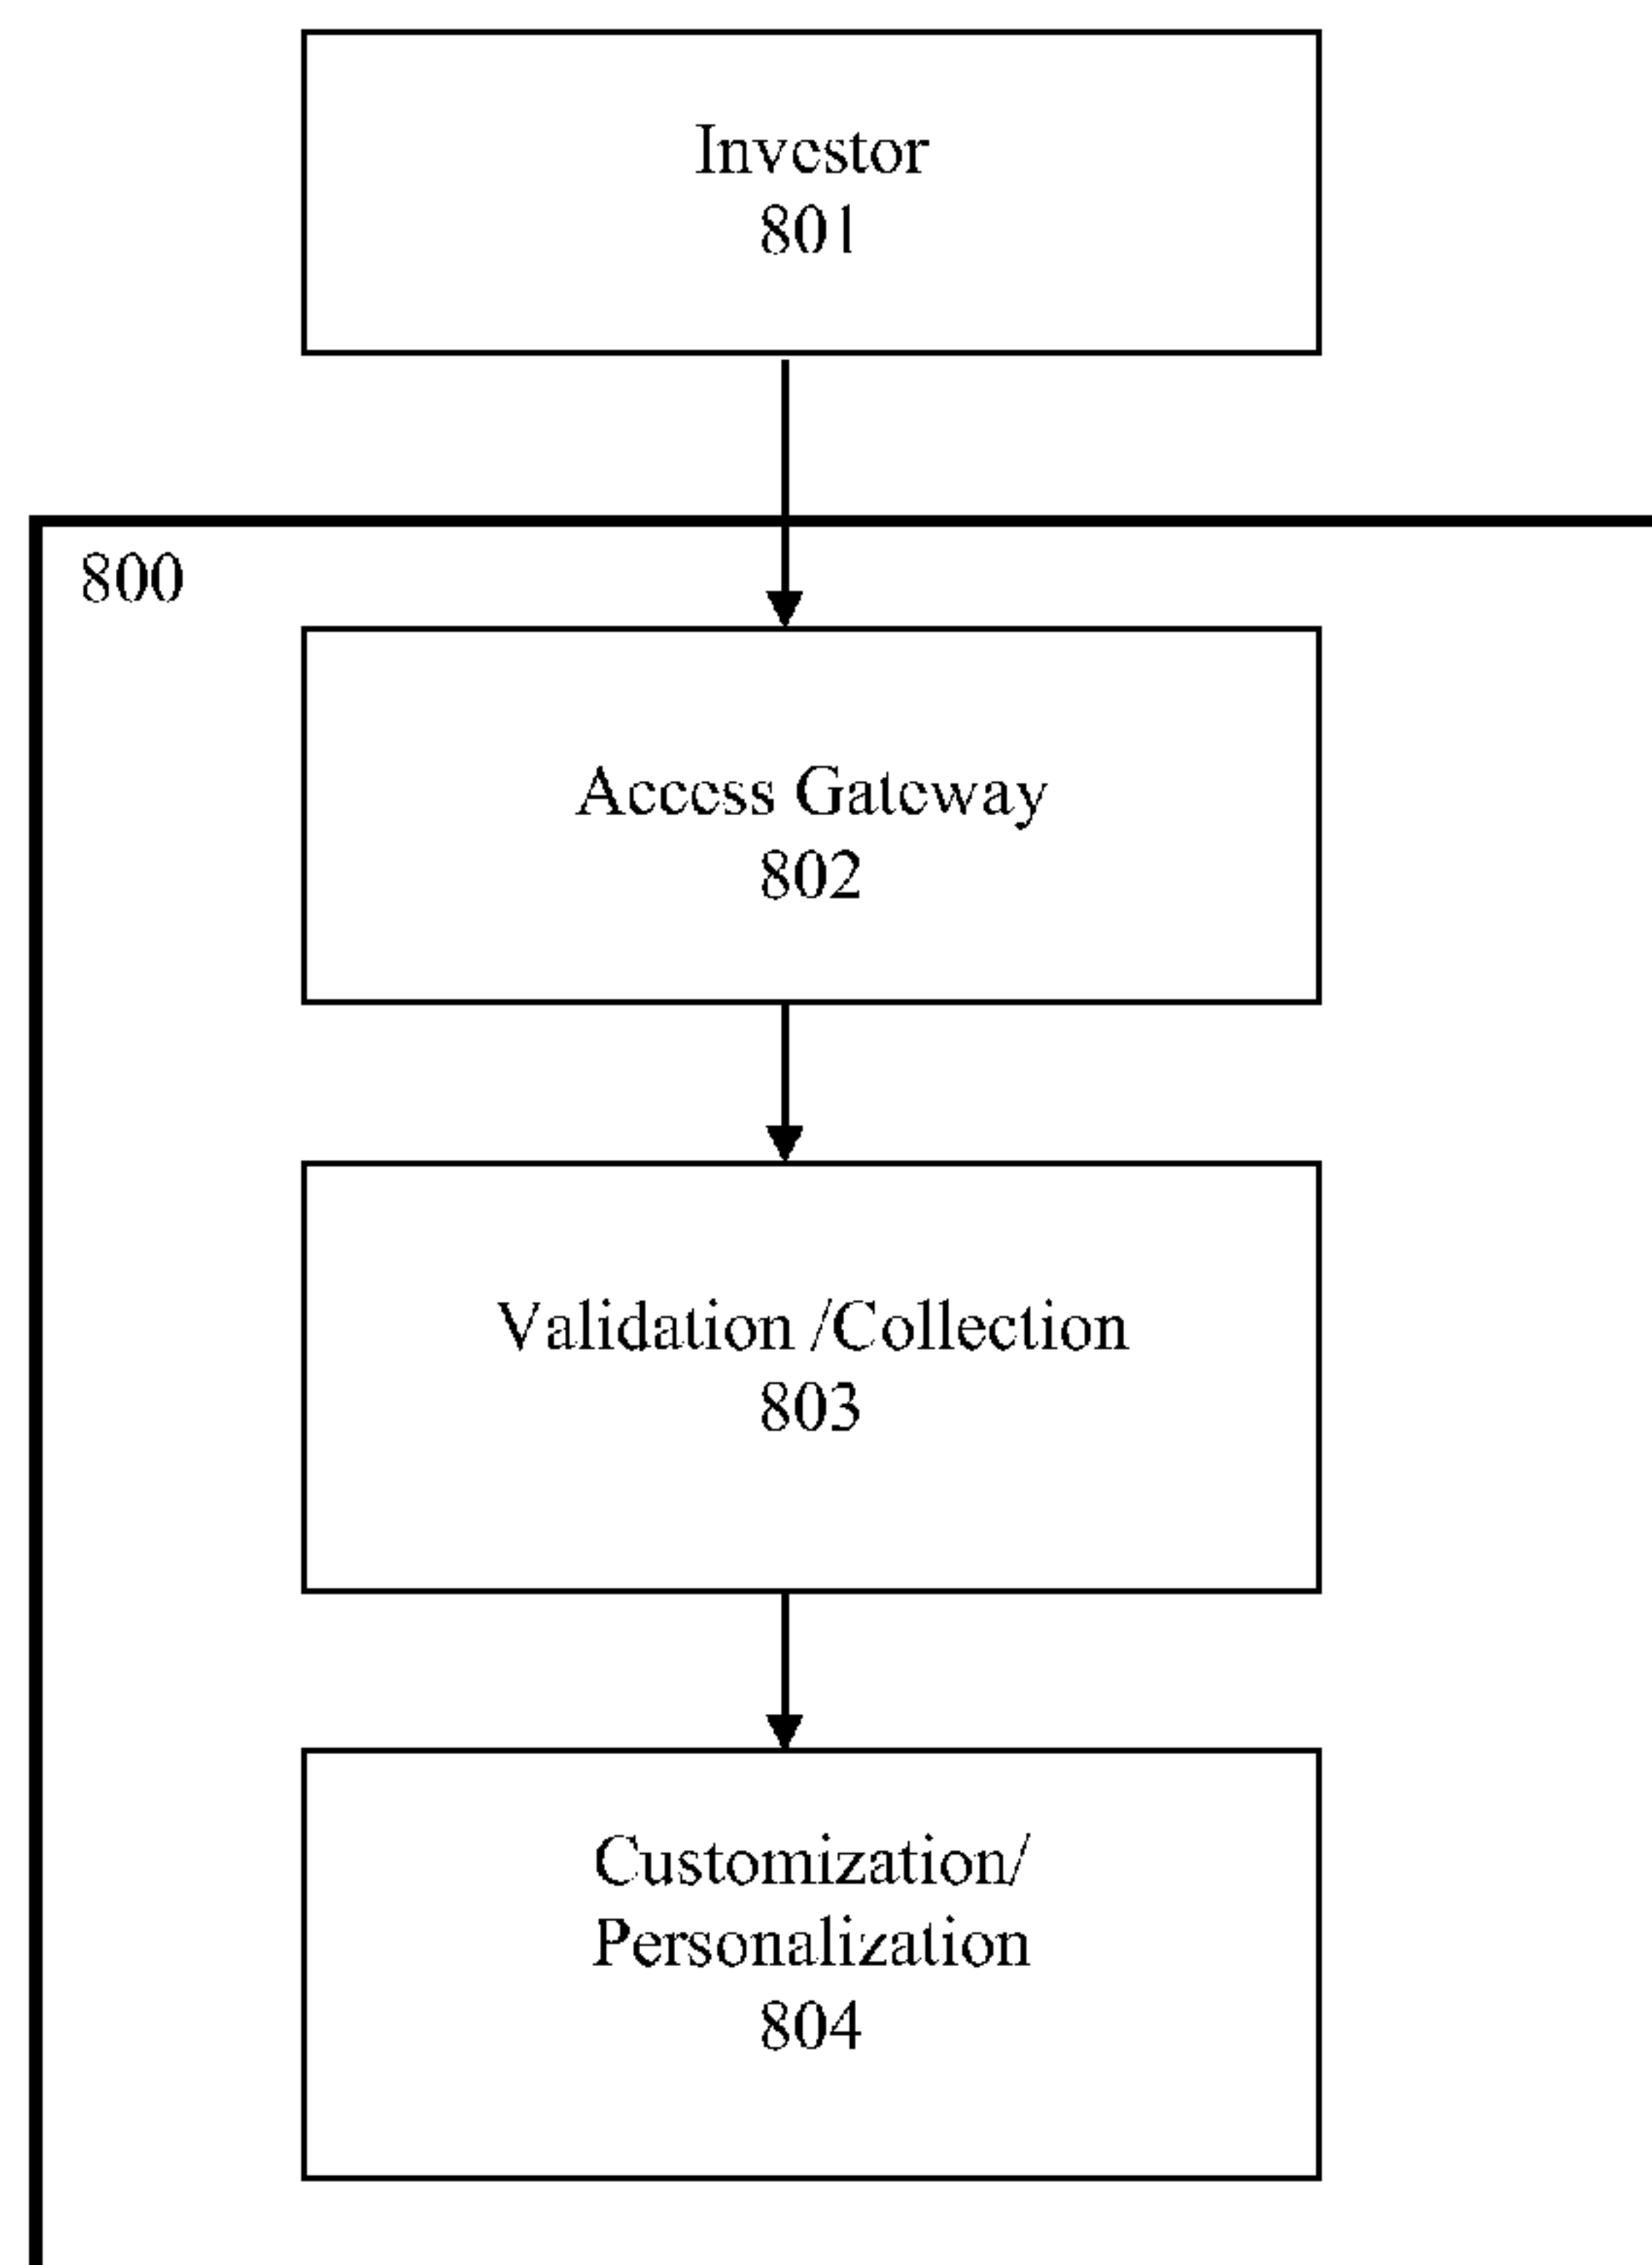 Investor
801
800
Access Gateway
802
Validation /Collection
803
Customization/
Personalization
804